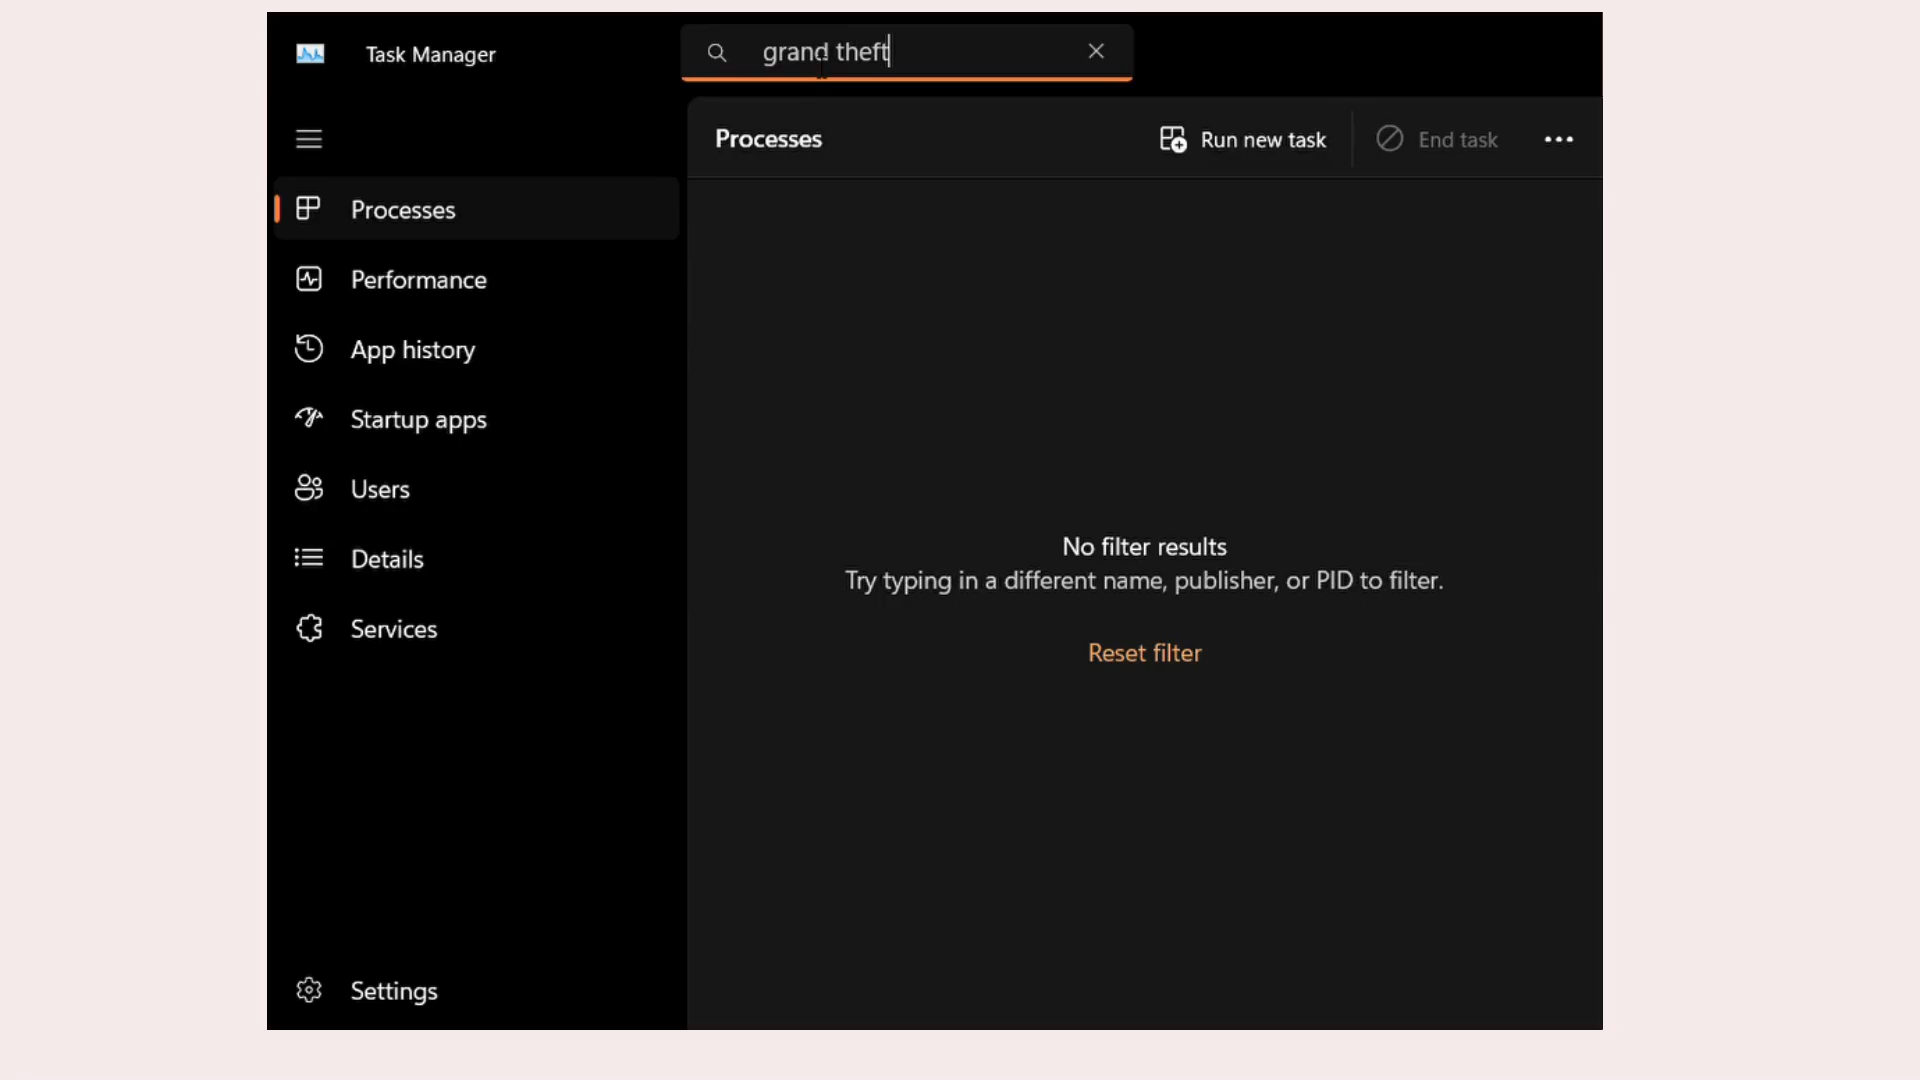 Task Manager
grand theft
Processes
Run new task
End task
Processes
Performance
App history
Startup apps
Users
Details
Services
No filter results
Try typing in a different name, publisher, or PID to filter.
Reset filter
Settings